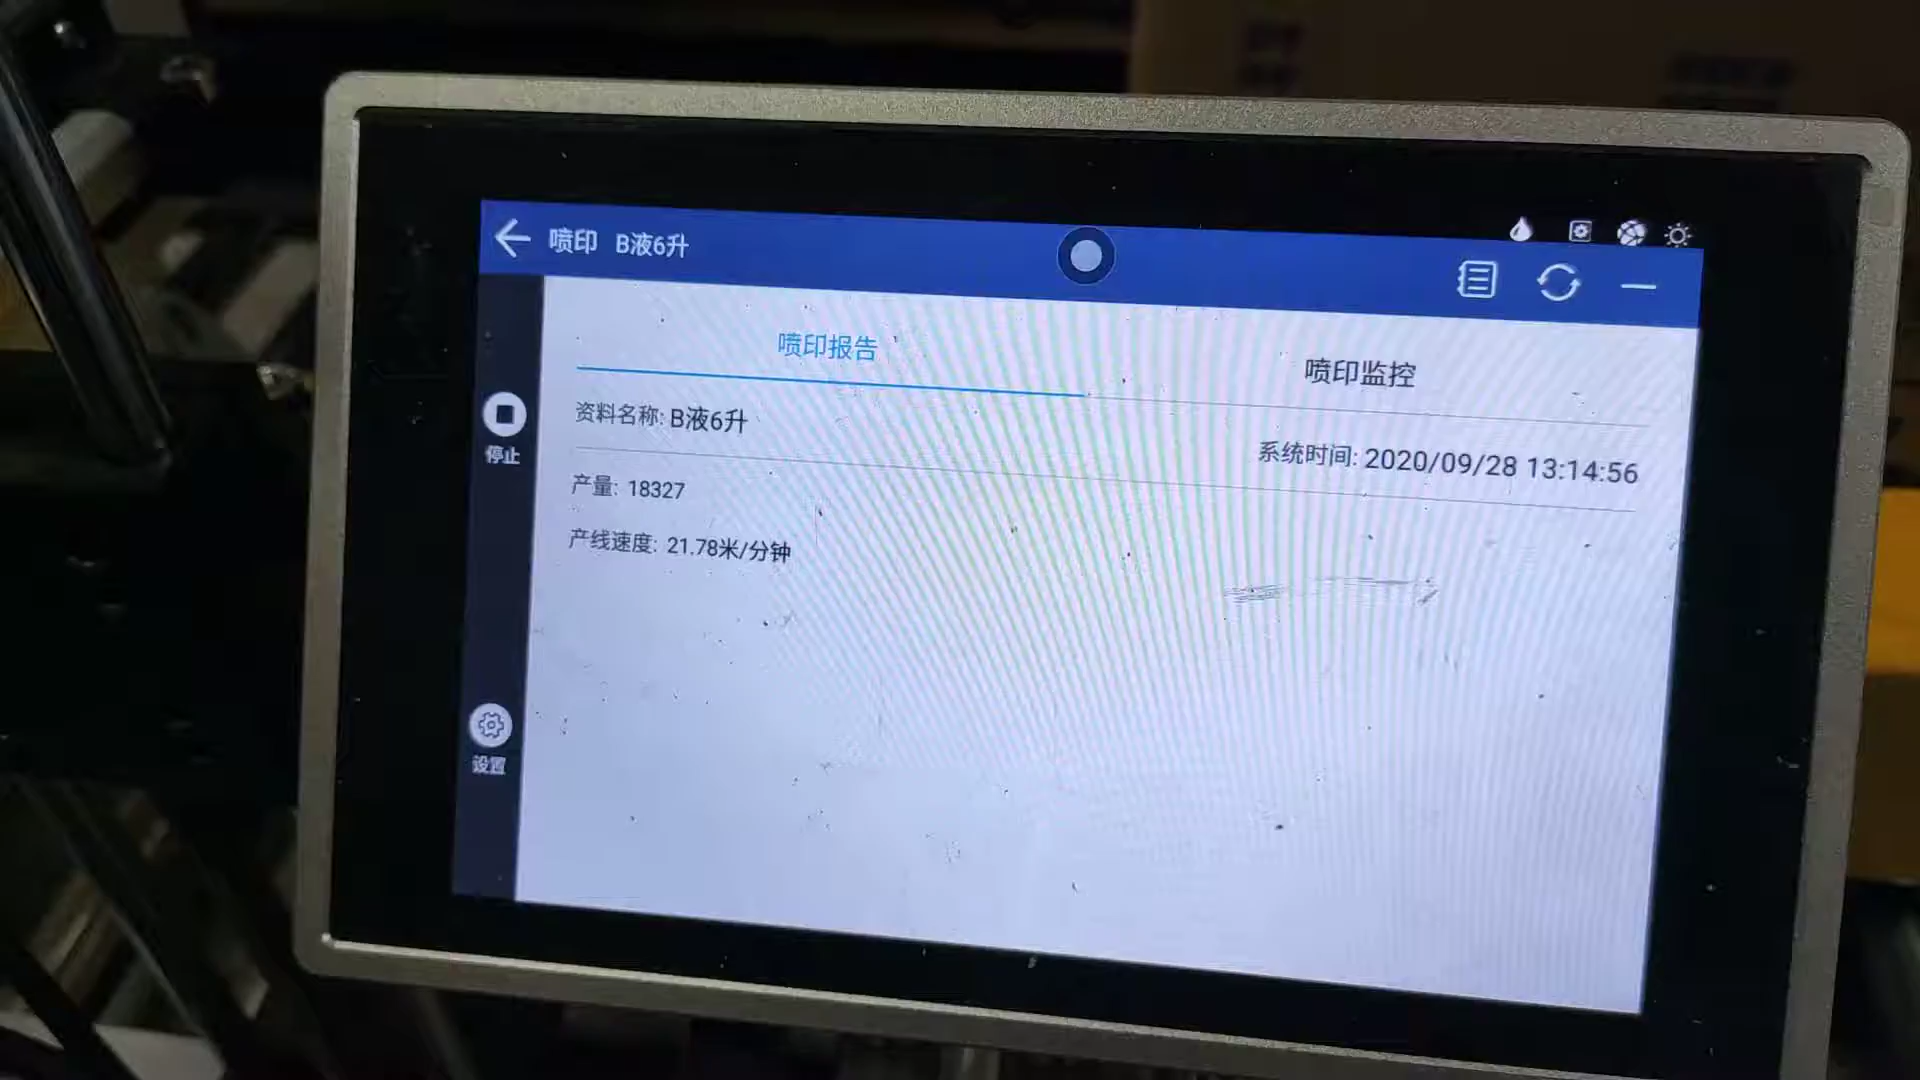 喷印 B液6升
喷印报告
喷印监控
资料名称: B液6升
系统时间: 2020/09/28 13:14:56
停止
产量: 18327
产线速度: 21.78米/分钟
设置